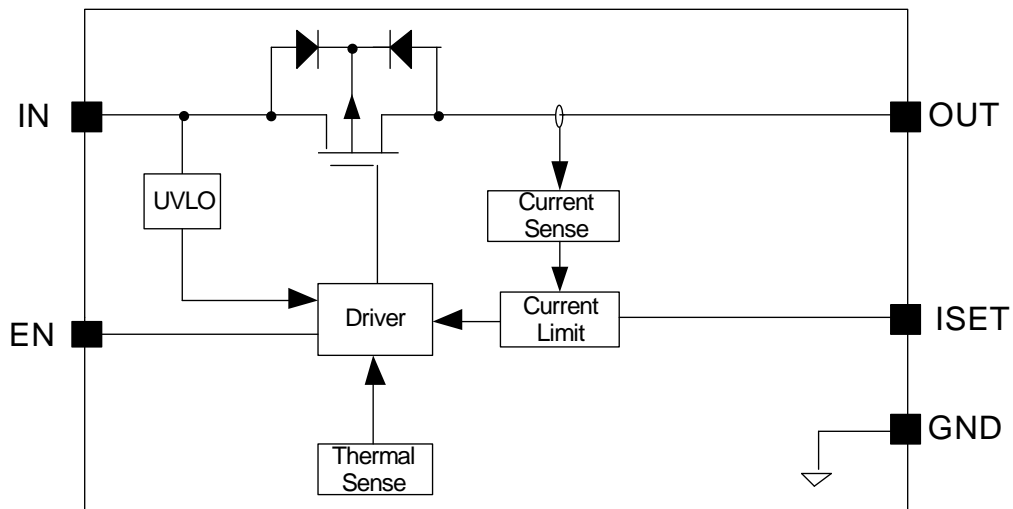 IN
OUT
UVLO
Current
Sense
Driver
Current
Limit
EN
ISET
GND
Thermal
Sense